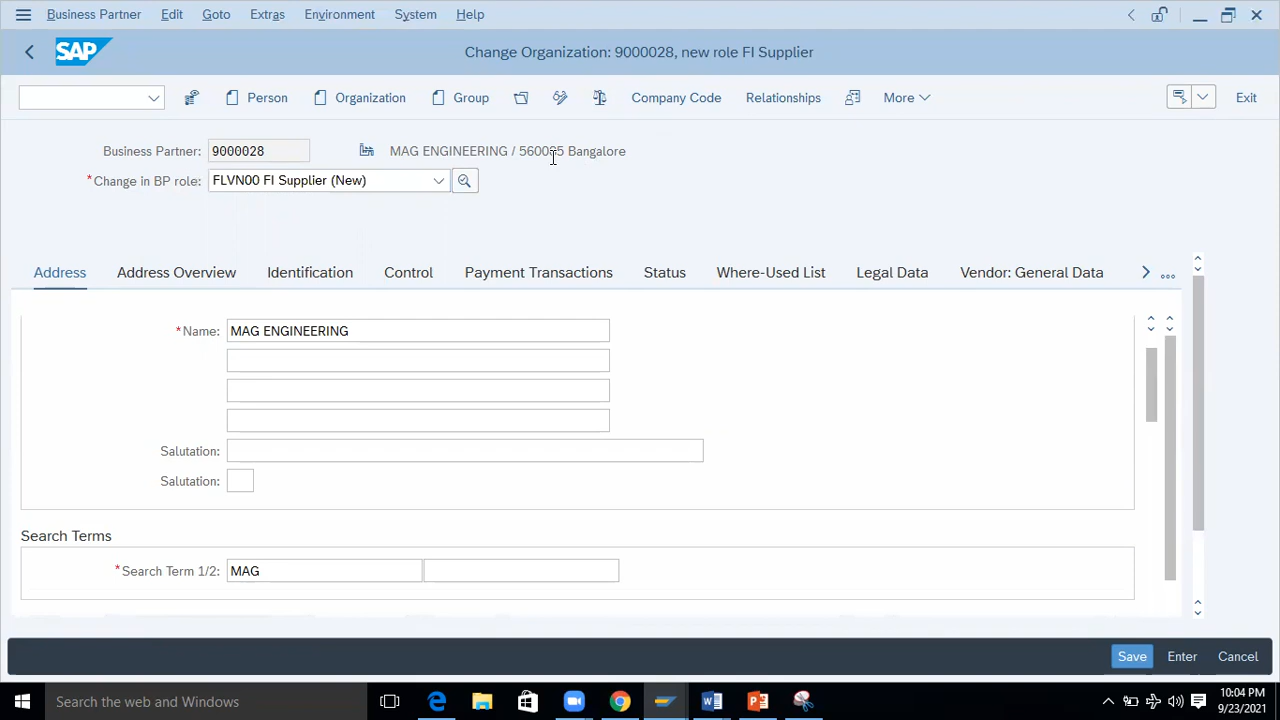 Business Partner Edit Goto Extras Environment System Help
SAP Change Organization: 9000028, new role FI Supplier
Person Organization Group Company Code Relationships More Exit
Business Partner: 9000028 MAG ENGINEERING / Bangalore
*Change in BP role: FLVN00 FI Supplier (New)
Address Address Overview Identification Control Payment Transactions Status Where-Used List Legal Data Vendor: General Data
*Name: MAG ENGINEERING
Salutation:
Salutation:
Search Terms
*Search Term 1/2: MAG
Save Enter Cancel
Search the web and Windows
10:04 PM
9/23/2021